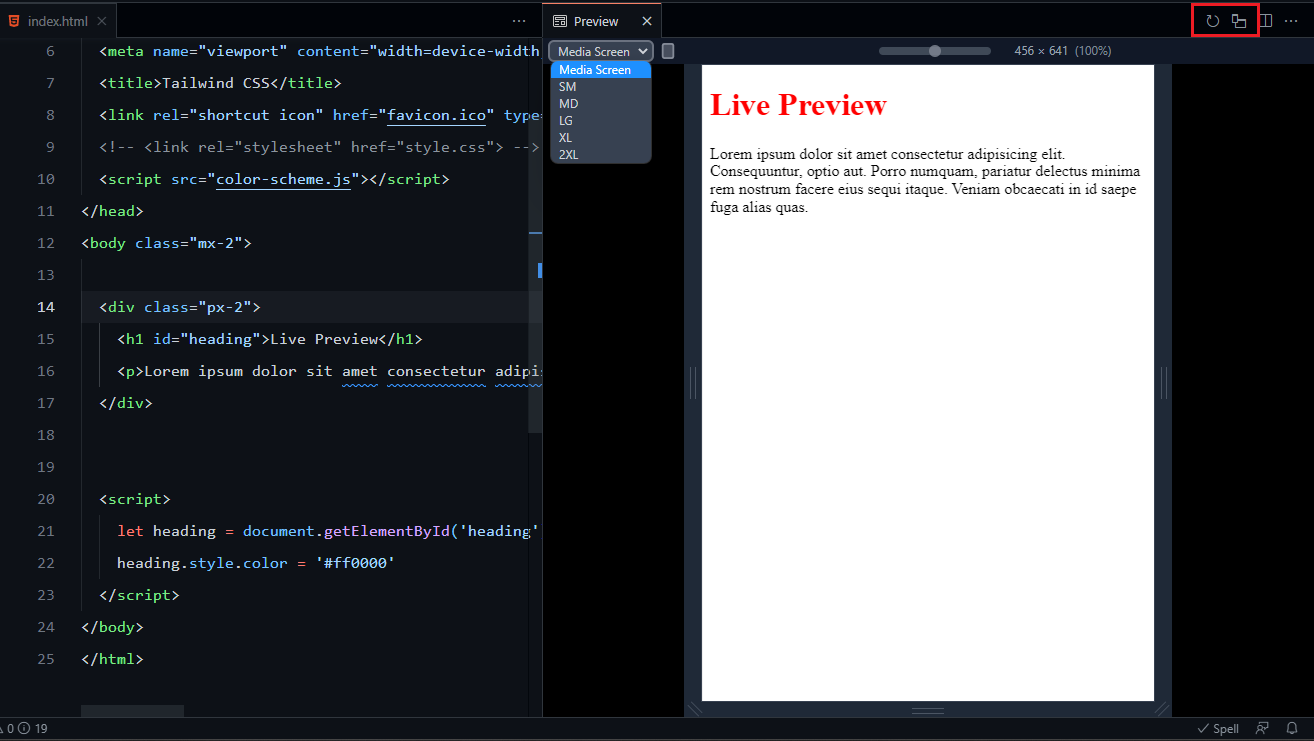 index.html
Preview
Media Screen
456 × 641 (100%)
Media Screen
SM
MD
LG
XL
2XL
6 <meta name="viewport" content="width=device-width
7 <title>Tailwind CSS</title>
8 <link rel="shortcut icon" href="favicon.ico" type=
9 <!-- <link rel="stylesheet" href="style.css"> -->
10 <script src="color-scheme.js"></script>
11 </head>
12 <body class="mx-2">
13
14 <div class="px-2">
15 <h1 id="heading">Live Preview</h1>
16 <p>Lorem ipsum dolor sit amet consectetur adipis
17 </div>
18
19
20 <script>
21 let heading = document.getElementById('heading'
22 heading.style.color = '#ff0000'
23 </script>
24 </body>
25 </html>
Live Preview
Lorem ipsum dolor sit amet consectetur adipisicing elit.
Consequuntur, optio aut. Porro numquam, pariatur delectus minima
rem nostrum facere eius sequi itaque. Veniam obcaecati in id saepe
fuga alias quas.
0 19
Spell